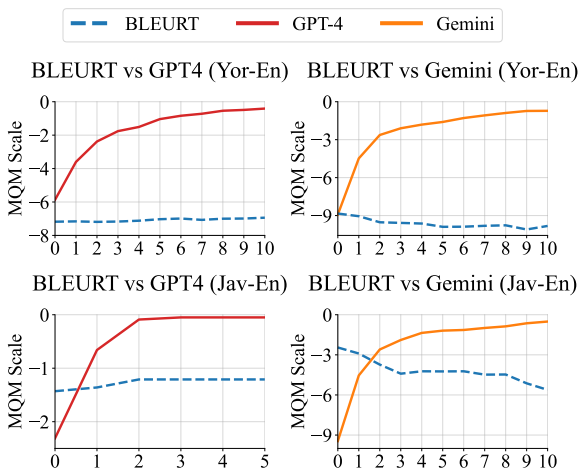 BLEURT GPT-4 Gemini
BLEURT vs GPT4 (Yor-En)
MQM Scale
0
−2
−4
−6
−8
0 1 2 3 4 5 6 7 8 9 10
BLEURT vs Gemini (Yor-En)
MQM Scale
0
−3
−6
−9
0 1 2 3 4 5 6 7 8 9 10
BLEURT vs GPT4 (Jav-En)
MQM Scale
0
−1
−2
0 1 2 3 4 5
BLEURT vs Gemini (Jav-En)
MQM Scale
0
−3
−6
−9
0 1 2 3 4 5 6 7 8 9 10